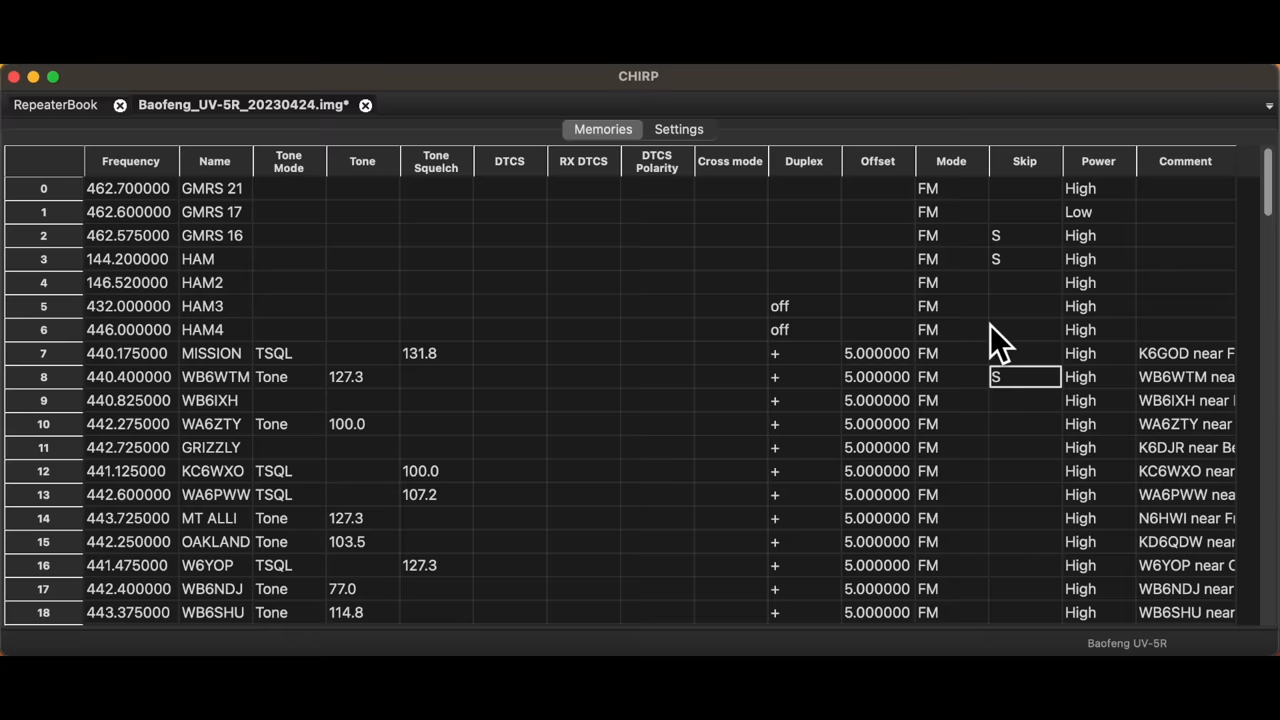 CHIRP
RepeaterBook Baofeng_UV-5R_20230424.img*
Memories Settings
Frequency Name Tone Mode Tone Tone Squelch DTCS RX DTCS DTCS Polarity Cross mode Duplex Offset Mode Skip Power Comment
0 462.700000 GMRS 21 FM High
1 462.600000 GMRS 17 FM Low
2 462.575000 GMRS 16 FM S High
3 144.200000 HAM FM S High
4 146.520000 HAM2 FM High
5 432.000000 HAM3 off FM High
6 446.000000 HAM4 off FM High
7 440.175000 MISSION TSQL 131.8 + 5.000000 FM High K6GOD near F
8 440.400000 WB6WTM Tone 127.3 + 5.000000 FM S High WB6WTM nea
9 440.825000 WB6IXH + 5.000000 FM High WB6IXH near
10 442.275000 WA6ZTY Tone 100.0 + 5.000000 FM High WA6ZTY near
11 442.725000 GRIZZLY + 5.000000 FM High K6DJR near Be
12 441.125000 KC6WXO TSQL 100.0 + 5.000000 FM High KC6WXO near
13 442.600000 WA6PWW TSQL 107.2 + 5.000000 FM High WA6PWW nea
14 443.725000 MT ALLI Tone 127.3 + 5.000000 FM High N6HWI near Fr
15 442.250000 OAKLAND Tone 103.5 + 5.000000 FM High KD6QDW near
16 441.475000 W6YOP TSQL 127.3 + 5.000000 FM High W6YOP near C
17 442.400000 WB6NDJ Tone 77.0 + 5.000000 FM High WB6NDJ near
18 443.375000 WB6SHU Tone 114.8 + 5.000000 FM High WB6SHU near
Baofeng UV-5R